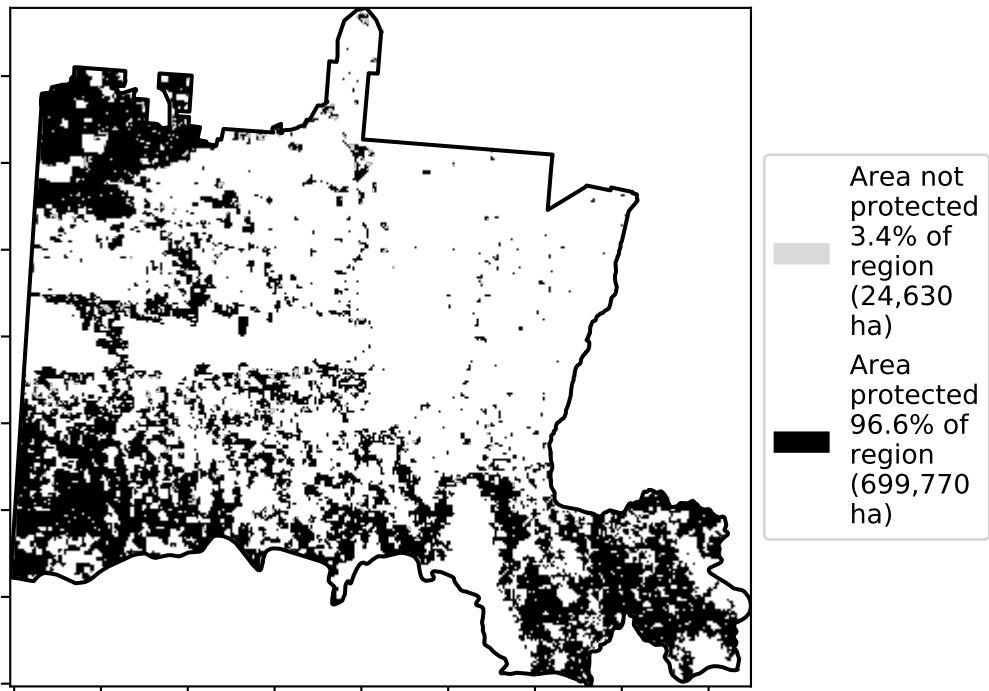 Area not
protected
3.4% of
region
(24,630
ha)
Area
protected
96.6% of
region
(699,770
ha)